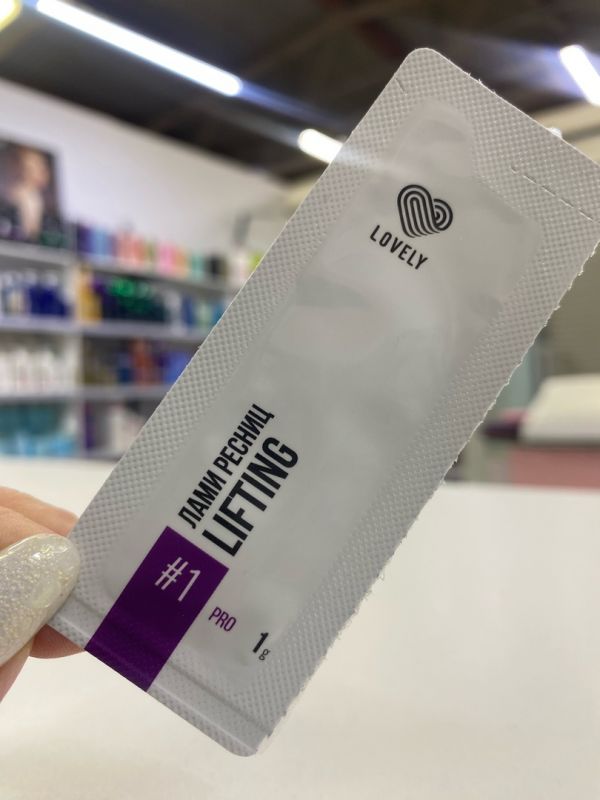 LOVELY
ЛАМИ РЕСНИЦ
LIFTING
#1
PRO
1g